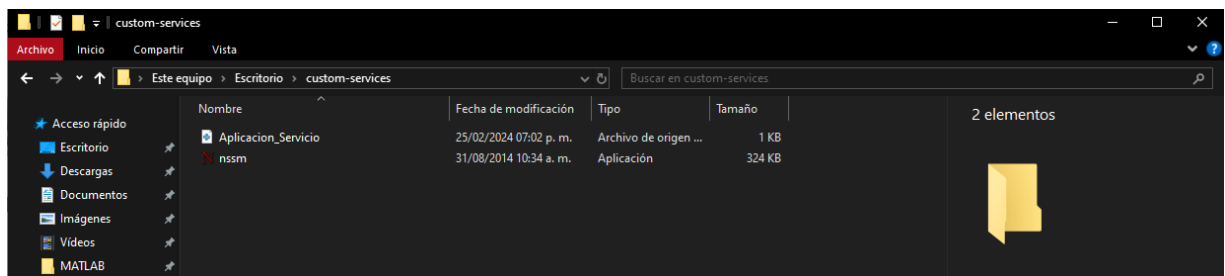 custom-services
Archivo Inicio Compartir Vista
Este equipo > Escritorio > custom-services
Buscar en custom-services
Acceso rápido
Escritorio
Descargas
Documentos
Imágenes
Vídeos
MATLAB
Nombre Fecha de modificación Tipo Tamaño
Aplicacion_Servicio 25/02/2024 07:02 p. m. Archivo de origen ... 1 KB
nssm 31/08/2014 10:34 a. m. Aplicación 324 KB
2 elementos